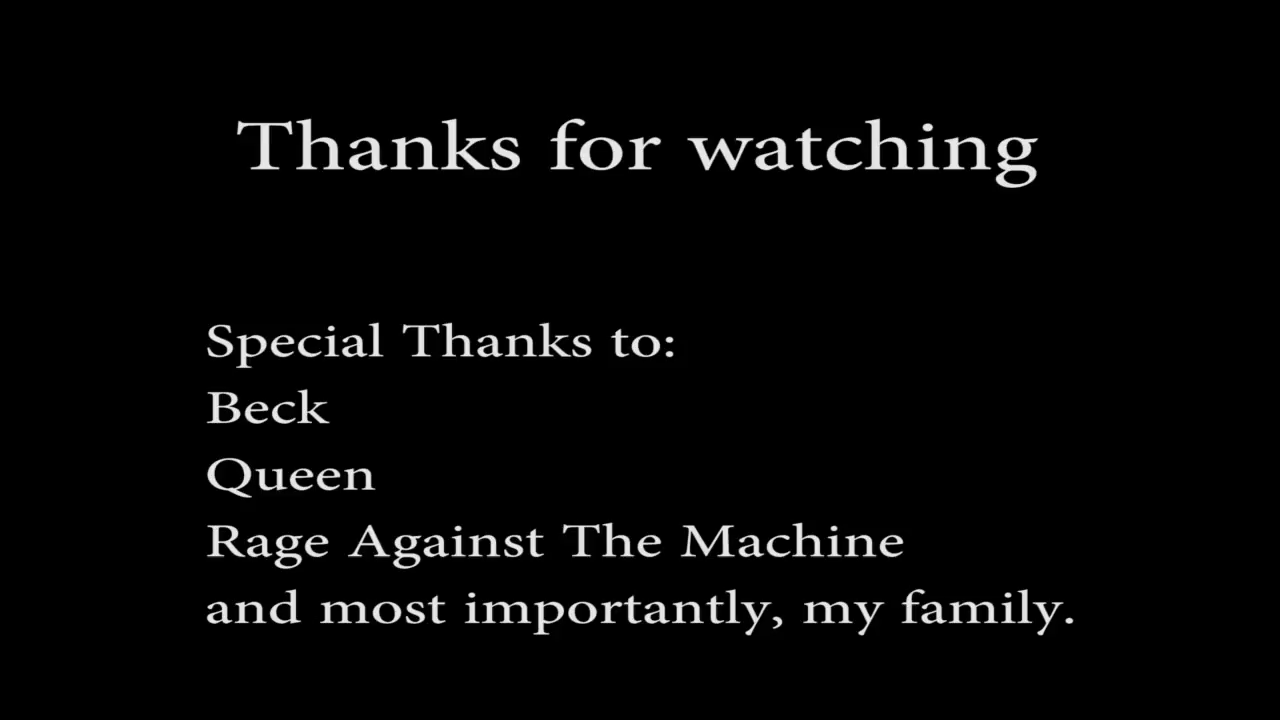 Thanks for watching
Special Thanks to:
Beck
Queen
Rage Against The Machine
and most importantly, my family.